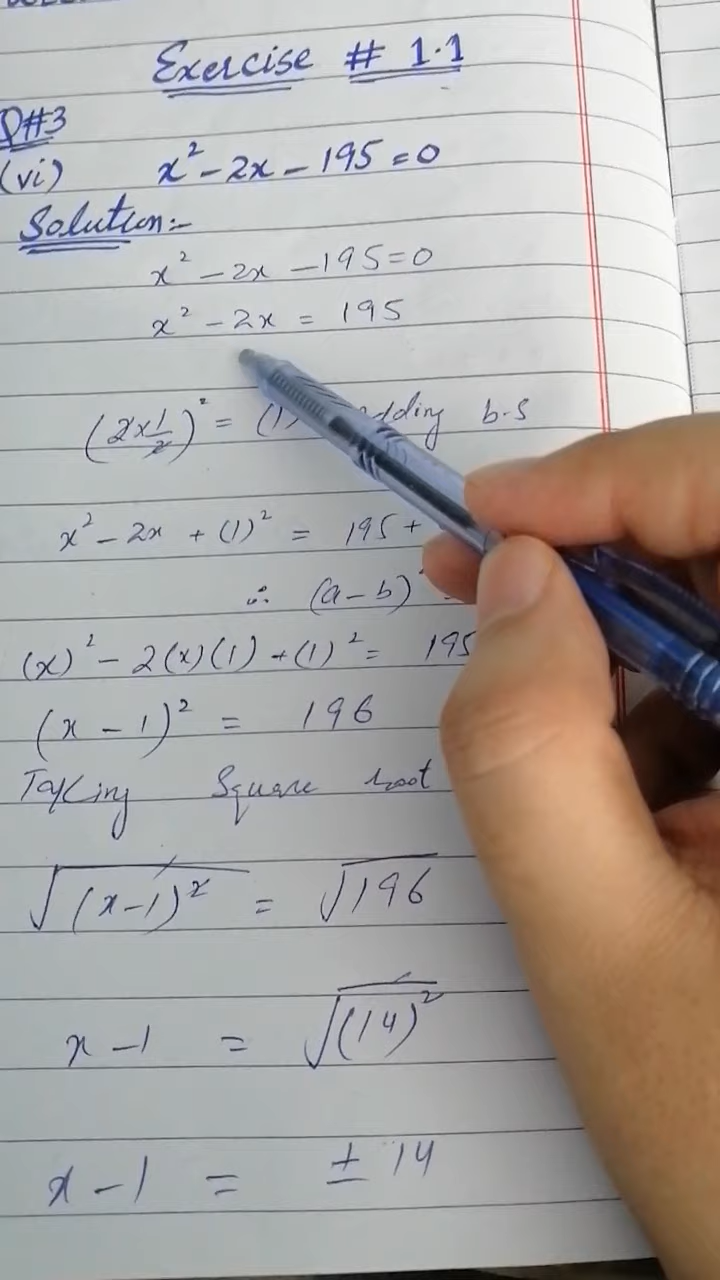 Exercise # 1.1
Q#3
(vi) x² - 2x - 195 = 0
Solution:-
x² - 2x - 195 = 0
x² - 2x = 195
(2x1/2)² = (1) adding b.s
x² - 2x + (1)² = 195 +
∴ (a - b)
(x)² - 2(x)(1) + (1)² = 195
(x - 1)² = 196
Taking Square root
√(x-1)² = √196
x - 1 = √(14)²
x - 1 = ± 14